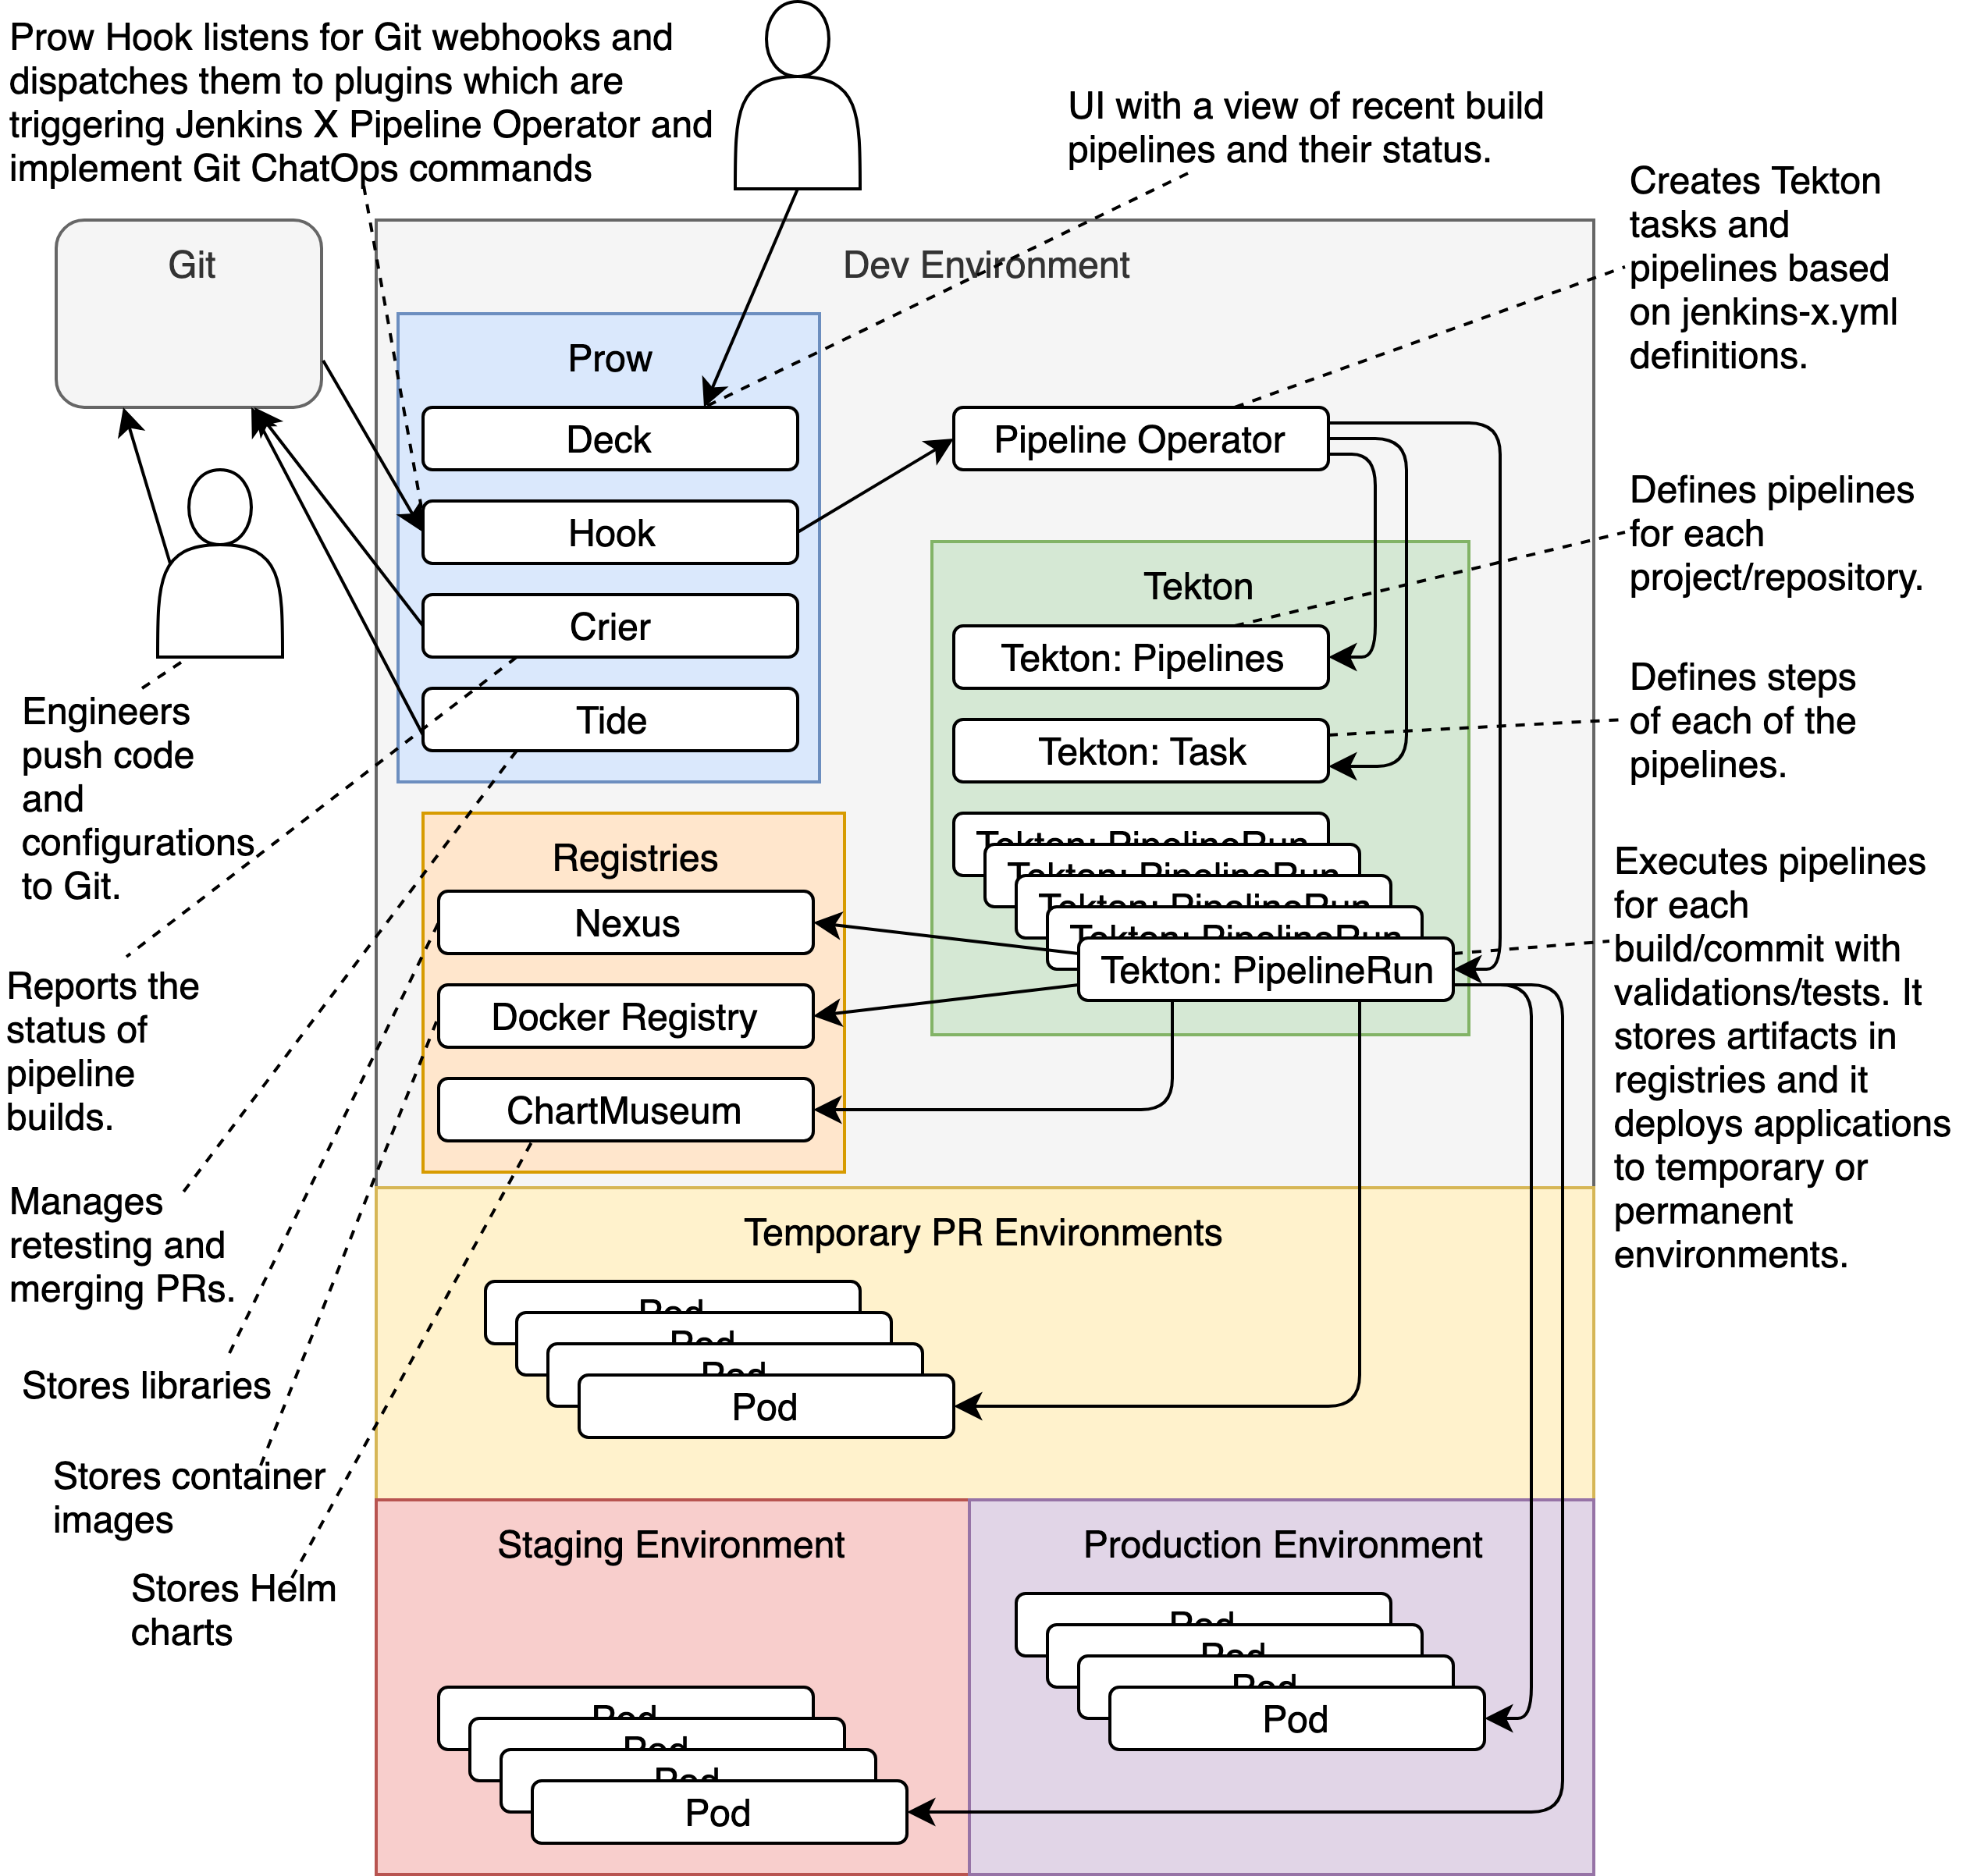 Prow Hook listens for Git webhooks and
dispatches them to plugins which are
triggering Jenkins X Pipeline Operator and
implement Git ChatOps commands
UI with a view of recent build
pipelines and their status.
Creates Tekton
tasks and
pipelines based
on jenkins-x.yml
definitions.
Git
Dev Environment
Prow
Deck
Hook
Crier
Tide
Pipeline Operator
Defines pipelines
for each
project/repository.
Tekton
Tekton: Pipelines
Tekton: Task
Defines steps
of each of the
pipelines.
Tekton: PipelineRun
Tekton: PipelineRun
Tekton: PipelineRun
Tekton: PipelineRun
Tekton: PipelineRun
Executes pipelines
for each
build/commit with
validations/tests. It
stores artifacts in
registries and it
deploys applications
to temporary or
permanent
environments.
Engineers
push code
and
configurations
to Git.
Registries
Nexus
Docker Registry
ChartMuseum
Reports the
status of
pipeline
builds.
Manages
retesting and
merging PRs.
Stores libraries
Stores container
images
Stores Helm
charts
Temporary PR Environments
Pod
Pod
Pod
Pod
Staging Environment
Pod
Pod
Pod
Pod
Production Environment
Pod
Pod
Pod
Pod